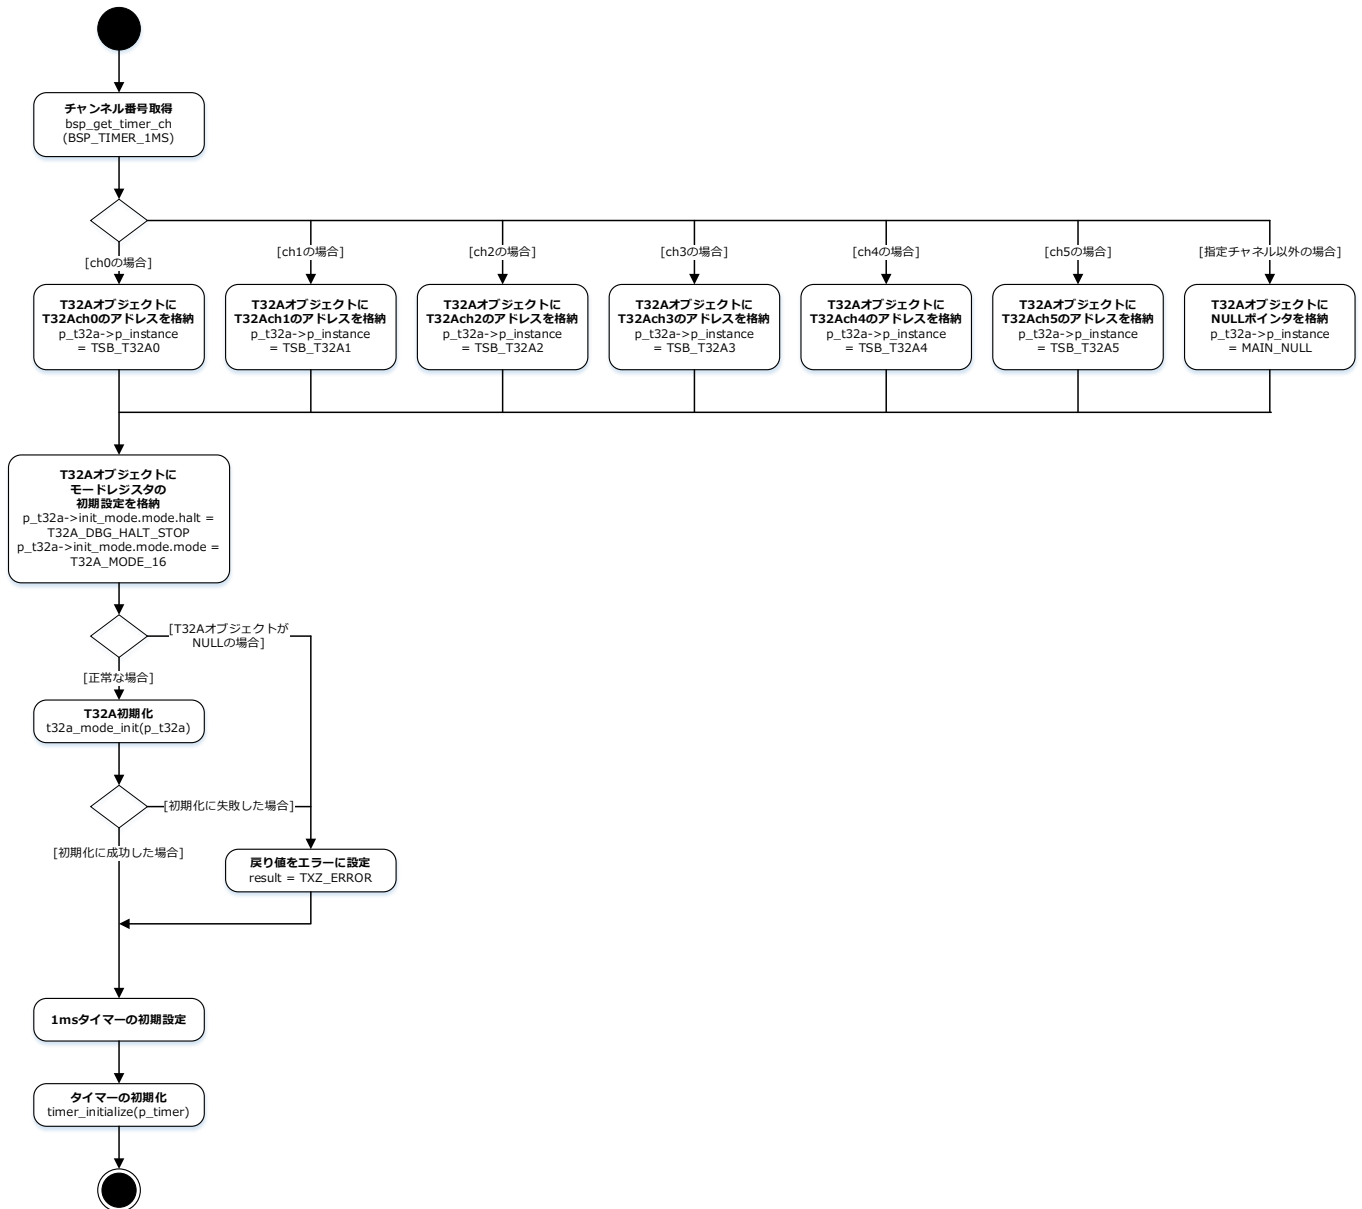 チャンネル番号取得
bsp_get_timer_ch
(BSP_TIMER_1MS)
[ch0の場合]
[ch1の場合]
[ch2の場合]
[ch3の場合]
[ch4の場合]
[ch5の場合]
[指定チャネル以外の場合]
T32Aオブジェクトに
T32Ach0のアドレスを格納
p_t32a->p_instance
= TSB_T32A0
T32Aオブジェクトに
T32Ach1のアドレスを格納
p_t32a->p_instance
= TSB_T32A1
T32Aオブジェクトに
T32Ach2のアドレスを格納
p_t32a->p_instance
= TSB_T32A2
T32Aオブジェクトに
T32Ach3のアドレスを格納
p_t32a->p_instance
= TSB_T32A3
T32Aオブジェクトに
T32Ach4のアドレスを格納
p_t32a->p_instance
= TSB_T32A4
T32Aオブジェクトに
T32Ach5のアドレスを格納
p_t32a->p_instance
= TSB_T32A5
T32Aオブジェクトに
NULLポインタを格納
p_t32a->p_instance
= MAIN_NULL
T32Aオブジェクトに
モードレジスタの
初期設定を格納
p_t32a->init_mode.mode.halt =
T32A_DBG_HALT_STOP
p_t32a->init_mode.mode.mode =
T32A_MODE_16
[T32Aオブジェクトが
NULLの場合]
[正常な場合]
T32A初期化
t32a_mode_init(p_t32a)
[初期化に失敗した場合]
[初期化に成功した場合]
戻り値をエラーに設定
result = TXZ_ERROR
1msタイマーの初期設定
タイマーの初期化
timer_initialize(p_timer)